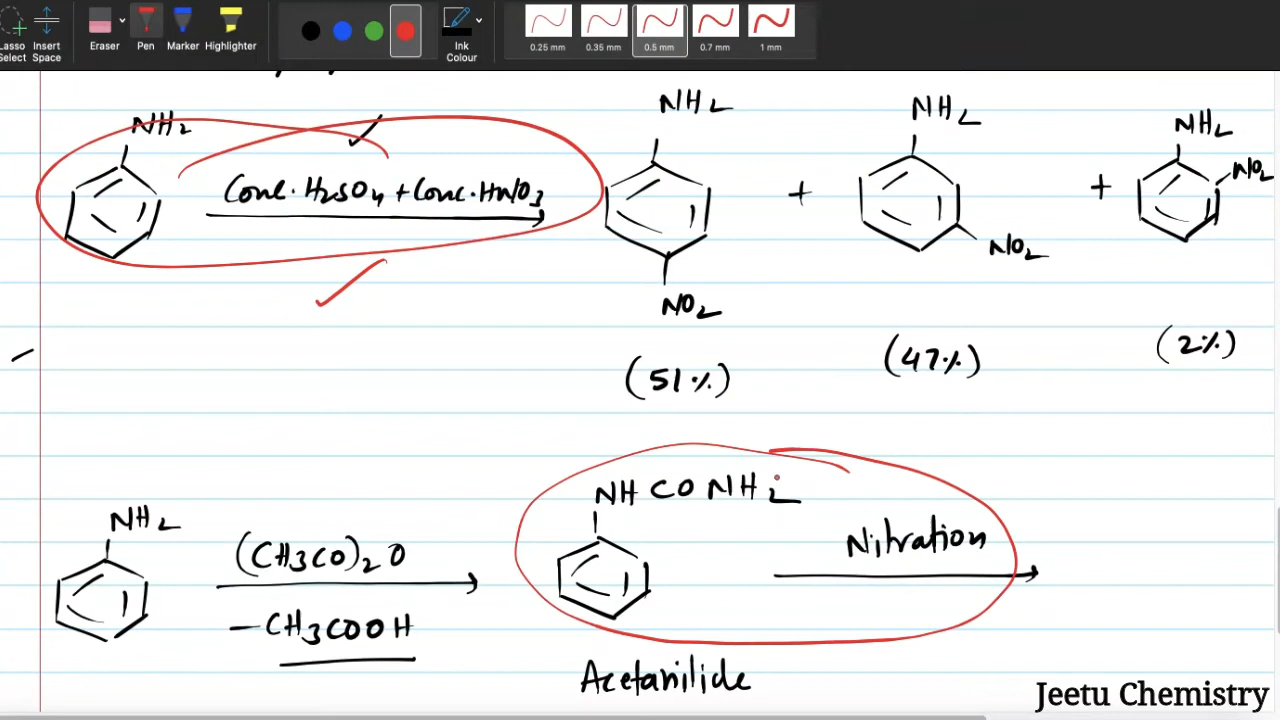 Lasso Select
Insert Space
Eraser
Pen
Marker
Highlighter
Ink Colour
0.25 mm
0.35 mm
0.5 mm
0.7 mm
1 mm
NH2
Conc. H2SO4 + Conc. HNO3
NH2
NO2
(51%)
+
NH2
NO2
(47%)
+
NH2
NO2
(2%)
NH2
(CH3CO)2O
-CH3COOH
NHCONH2
Acetanilide
Nitration
Jeetu Chemistry